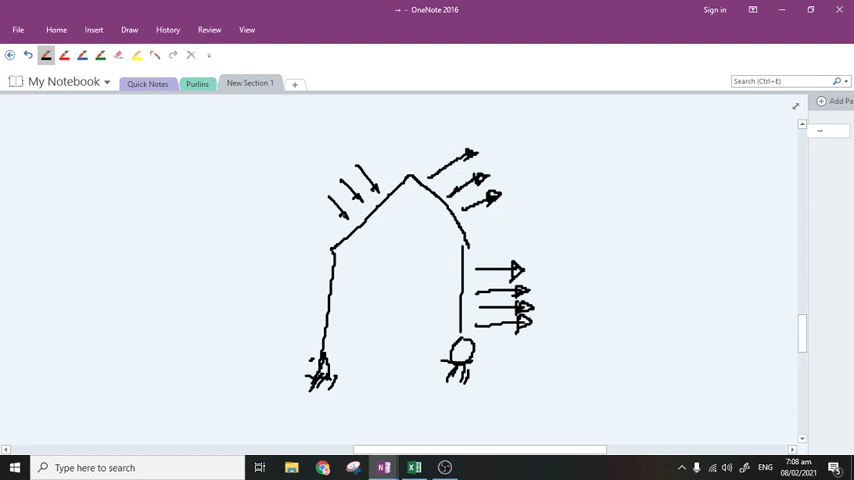 → - OneNote 2016
Sign in
File Home Insert Draw History Review View
My Notebook Quick Notes Purlins New Section 1
Search (Ctrl+E)
Add Pa
→
Type here to search
ENG
7:08 am
08/02/2021